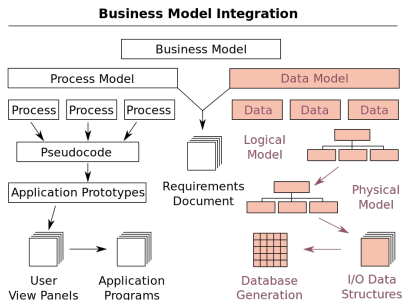 Business Model Integration
Business Model
Process Model
Data Model
Process
Process
Process
Data
Data
Data
Pseudocode
Logical
Model
Application Prototypes
Requirements
Document
Physical
Model
User
View Panels
Application
Programs
Database
Generation
I/O Data
Structures